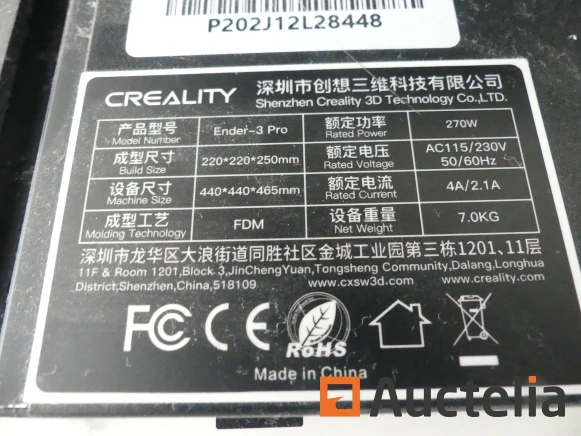 P202J12L28448
CREALITY 深圳市创想三维科技有限公司
Shenzhen Creality 3D Technology Co.,LTD.
产品型号 Model Number Ender-3 Pro 额定功率 Rated Power 270W
成型尺寸 Build Size 220*220*250mm 额定电压 Rated Voltage AC115/230V 50/60Hz
设备尺寸 Machine Size 440*440*465mm 额定电流 Rated Current 4A/2.1A
成型工艺 Molding Technology FDM 设备重量 Net Weight 7.0KG
深圳市龙华区大浪街道同胜社区金城工业园第三栋1201、11层
11F & Room 1201,Block 3,JinChengYuan,Tongsheng Community,Dalang,Longhua
District,Shenzhen,China,518109 www.cxsw3d.com www.creality.com
FC CE RoHS
Made in China
Auctelia